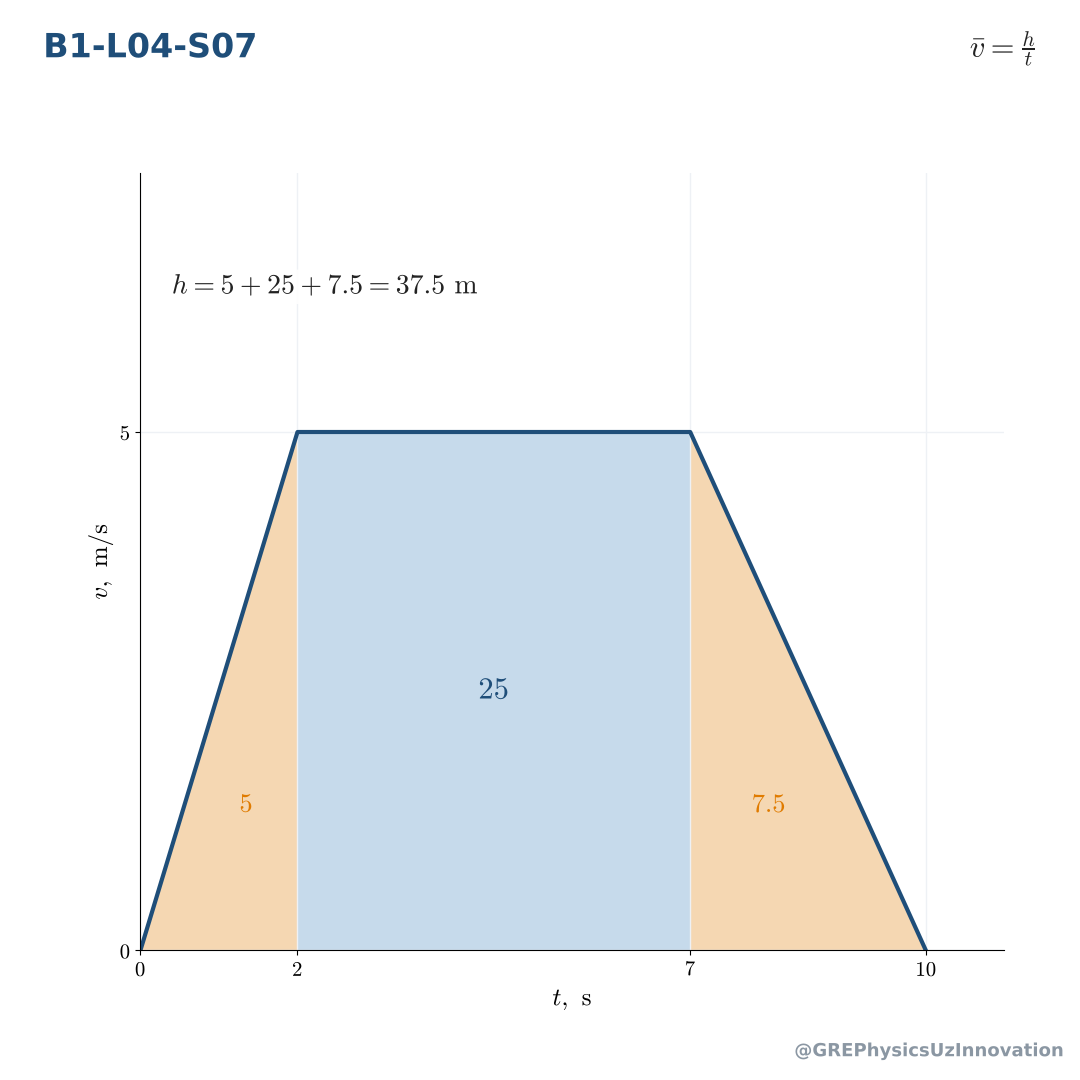 B1-L04-S07
v̄ = h/t
h = 5 + 25 + 7.5 = 37.5 m
5
v, m/s
25
5
7.5
0
0 2 7 10
t, s
@GREPhysicsUzInnovation